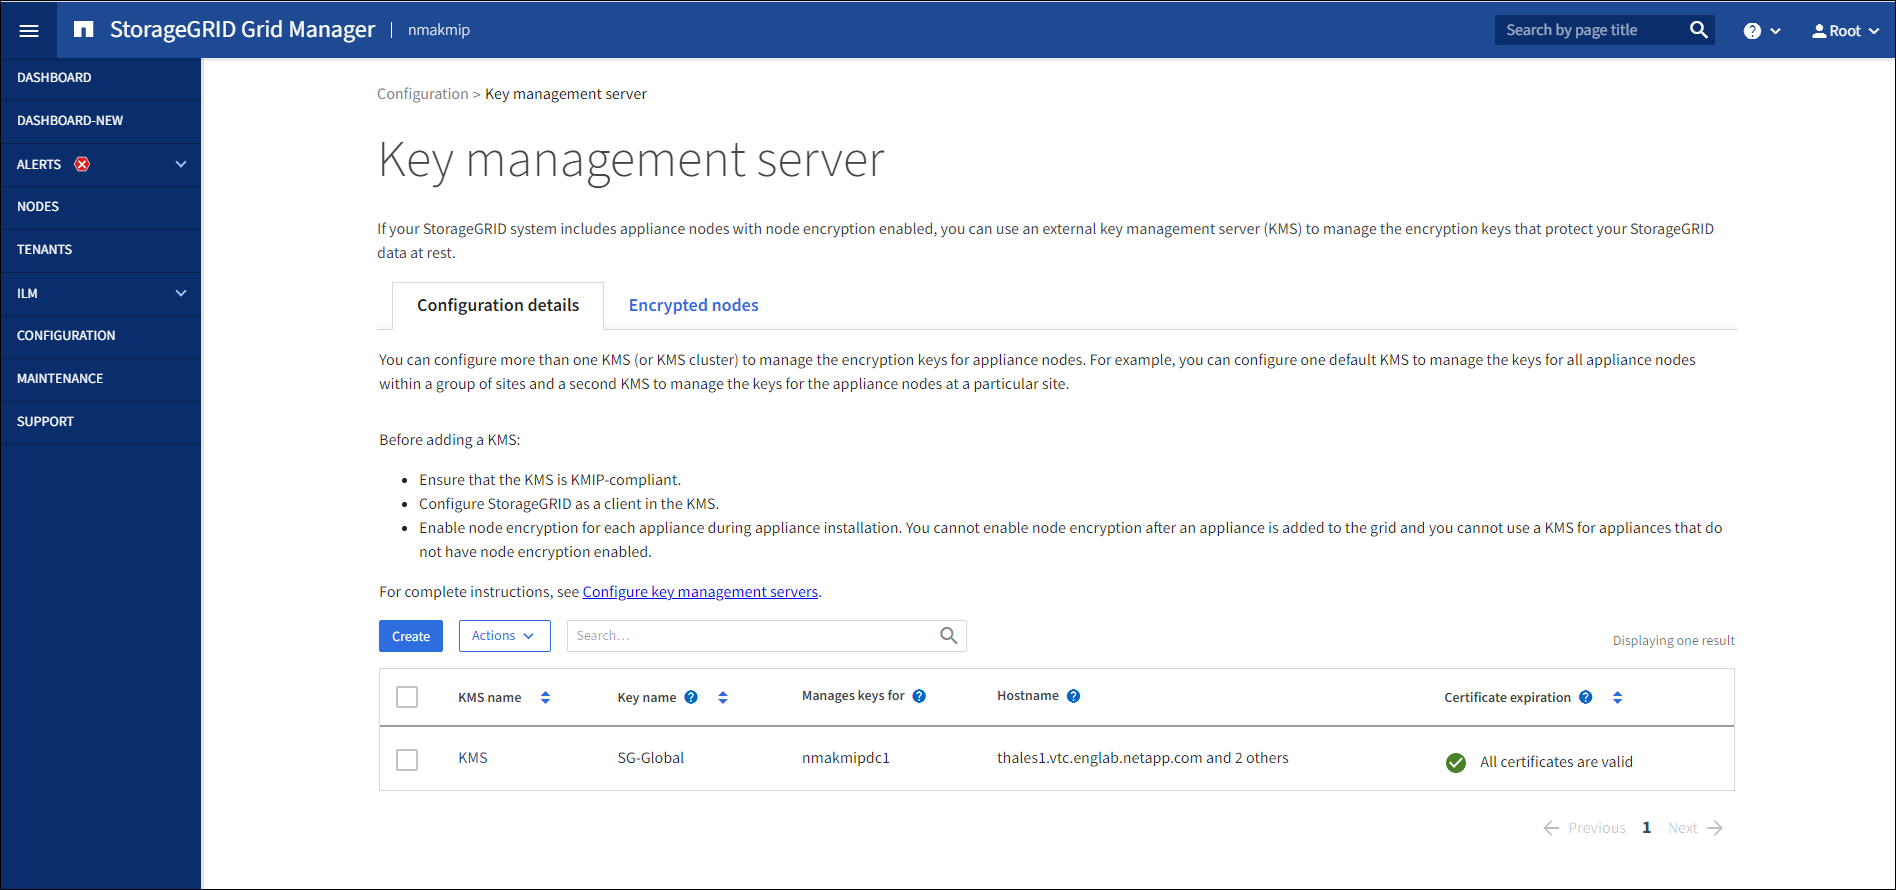 StorageGRID Grid Manager | nmakmip
Search by page title
Root
DASHBOARD
DASHBOARD-NEW
ALERTS
NODES
TENANTS
ILM
CONFIGURATION
MAINTENANCE
SUPPORT
Configuration > Key management server
Key management server
If your StorageGRID system includes appliance nodes with node encryption enabled, you can use an external key management server (KMS) to manage the encryption keys that protect your StorageGRID
data at rest.
Configuration details
Encrypted nodes
You can configure more than one KMS (or KMS cluster) to manage the encryption keys for appliance nodes. For example, you can configure one default KMS to manage the keys for all appliance nodes
within a group of sites and a second KMS to manage the keys for the appliance nodes at a particular site.
Before adding a KMS:
• Ensure that the KMS is KMIP-compliant.
• Configure StorageGRID as a client in the KMS.
• Enable node encryption for each appliance during appliance installation. You cannot enable node encryption after an appliance is added to the grid and you cannot use a KMS for appliances that do
not have node encryption enabled.
For complete instructions, see Configure key management servers.
Create
Actions
Search...
Displaying one result
KMS name Key name Manages keys for Hostname Certificate expiration
KMS SG-Global nmakmipdc1 thales1.vtc.englab.netapp.com and 2 others All certificates are valid
Previous 1 Next